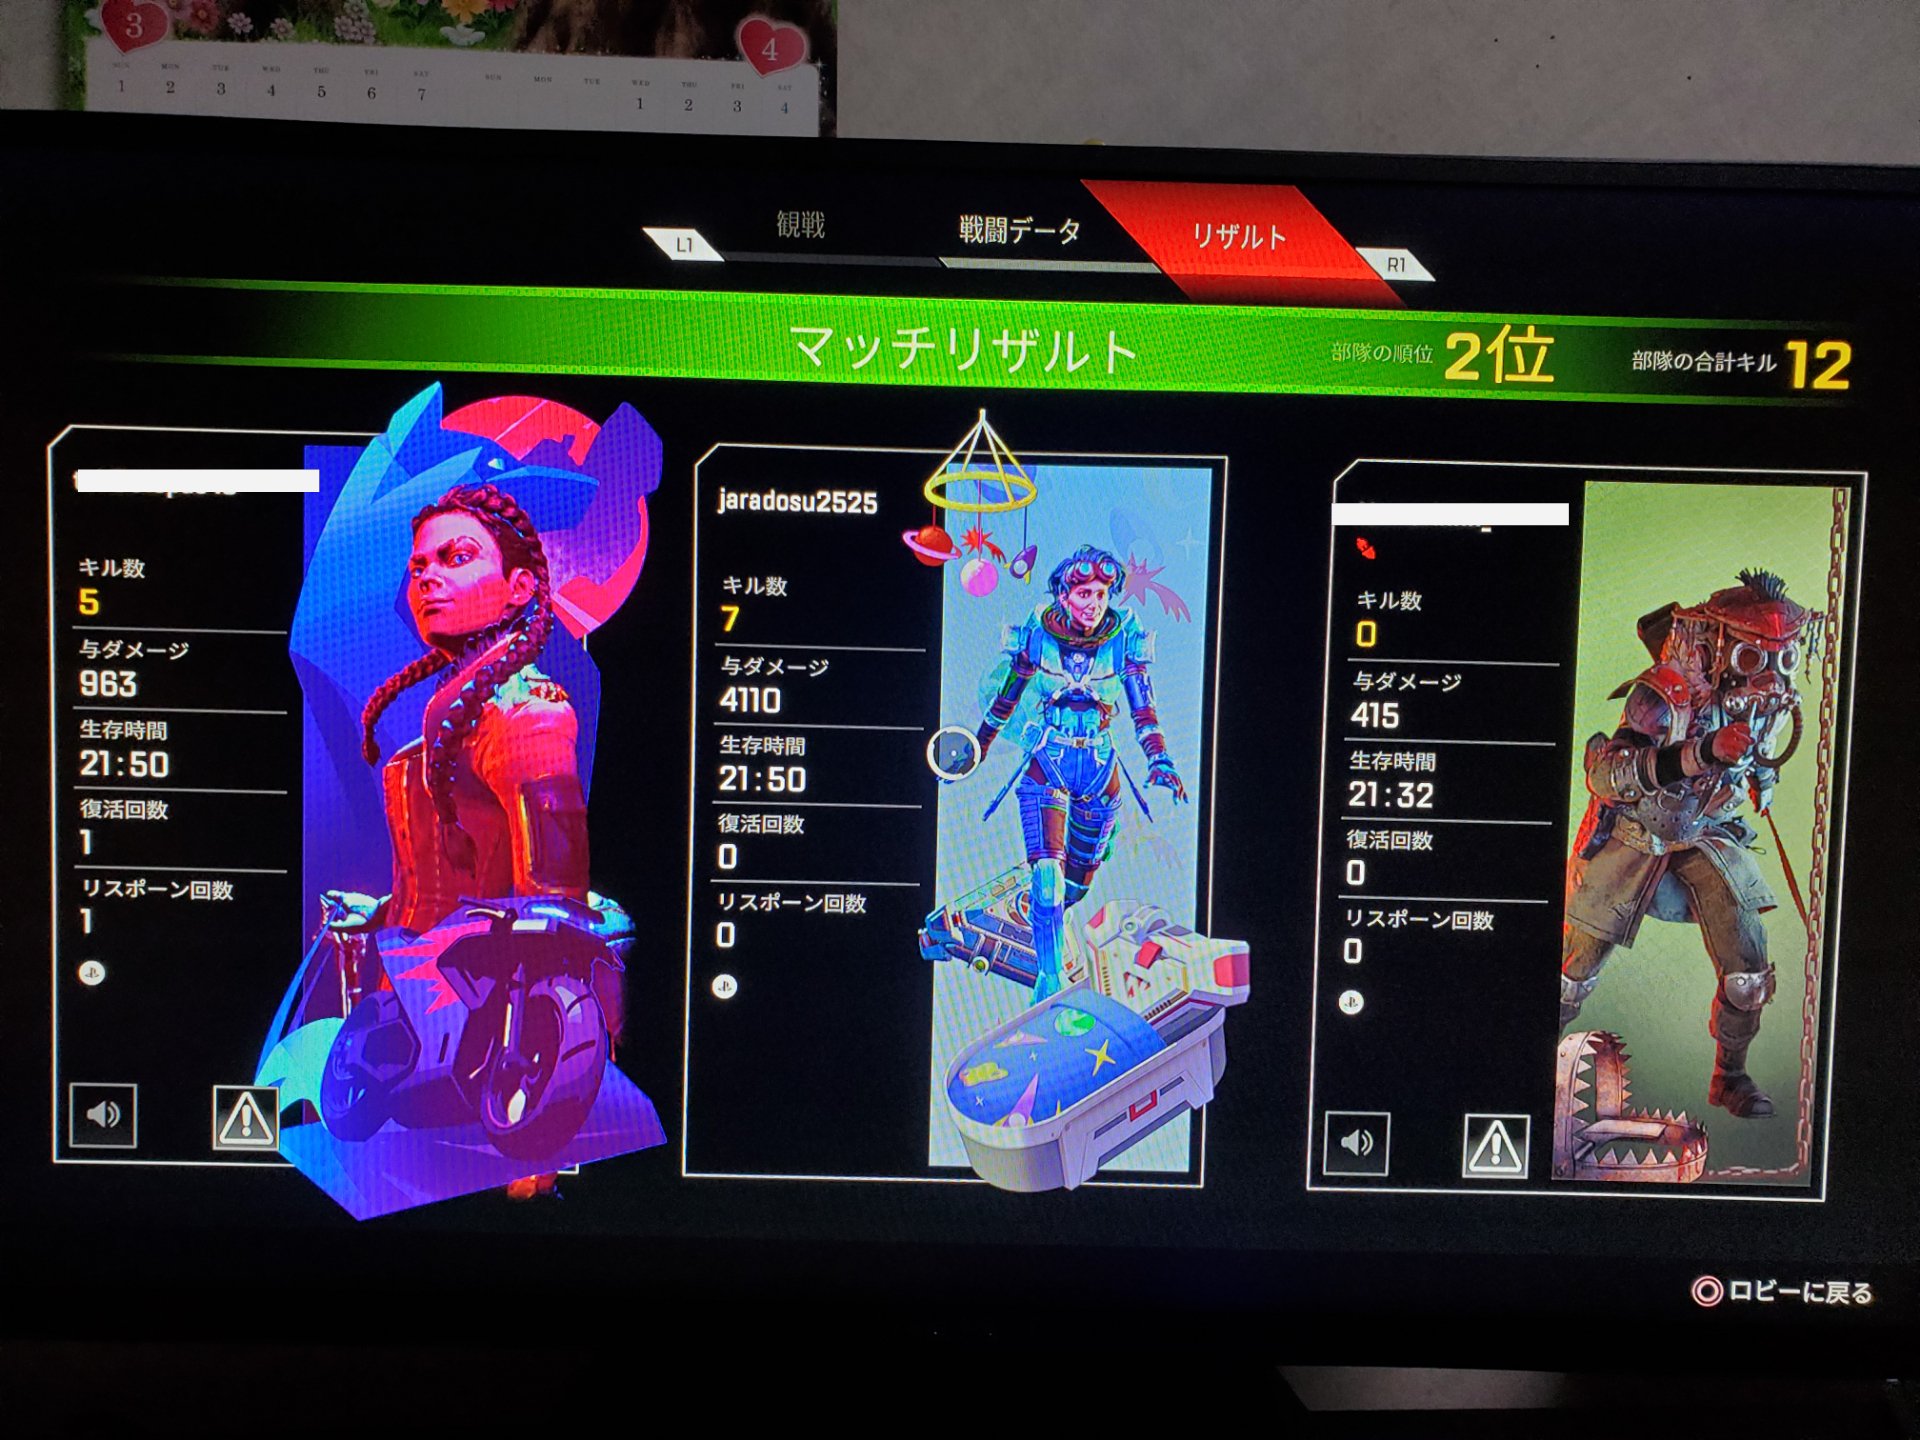 3
4
SUN MON TUE WED THU FRI SAT
SUN MON TUE WED THU FRI SAT
1 2 3 4 5 6 7
1 2 3 4
L1 観戦 戦闘データ リザルト R1
マッチリザルト 部隊の順位 2位 部隊の合計キル 12
キル数
5
与ダメージ
963
生存時間
21:50
復活回数
1
リスポーン回数
1
jaradosu2525
キル数
7
与ダメージ
4110
生存時間
21:50
復活回数
0
リスポーン回数
0
キル数
0
与ダメージ
415
生存時間
21:32
復活回数
0
リスポーン回数
0
ロビーに戻る